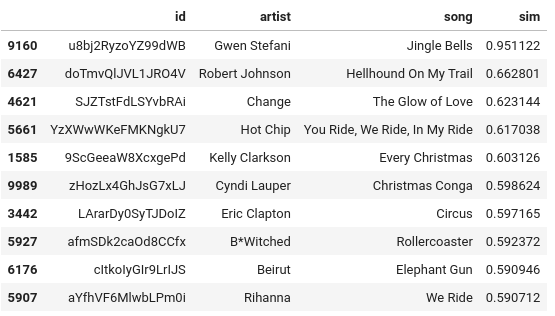 id artist song sim
9160 u8bj2RyzoYZ99dWB Gwen Stefani Jingle Bells 0.951122
6427 doTmvQlJVL1JRO4V Robert Johnson Hellhound On My Trail 0.662801
4621 SJZTstFdLSYvbRAi Change The Glow of Love 0.623144
5661 YzXWwWKeFMKNgkU7 Hot Chip You Ride, We Ride, In My Ride 0.617038
1585 9ScGeeaW8XcxgePd Kelly Clarkson Every Christmas 0.603126
9989 zHozLx4GhJsG7xLJ Cyndi Lauper Christmas Conga 0.598624
3442 LArarDy0SyTJDoIZ Eric Clapton Circus 0.597165
5927 afmSDk2caOd8CCfx B*Witched Rollercoaster 0.592372
6176 cItkoIyGIr9LrIJS Beirut Elephant Gun 0.590946
5907 aYfhVF6MlwbLPm0i Rihanna We Ride 0.590712